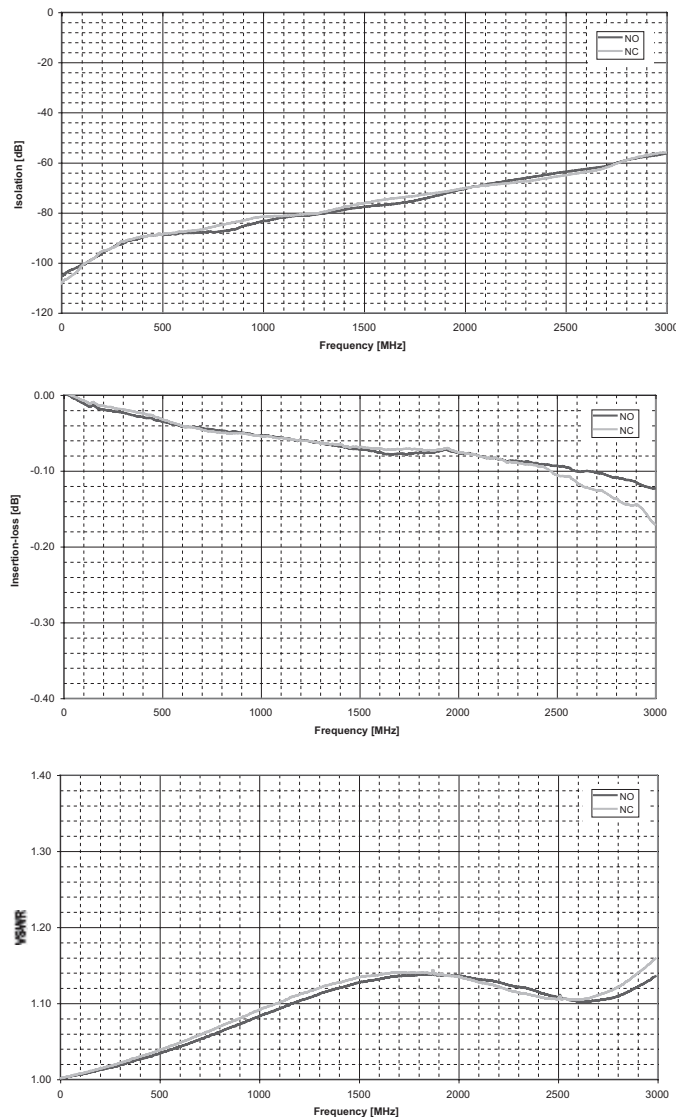 0
-20
-40
-60
-80
-100
-120
Isolation [dB]
NO
NC
0 500 1000 1500 2000 2500 3000
Frequency [MHz]
0.00
-0.10
-0.20
-0.30
-0.40
Insertion-loss [dB]
NO
NC
0 500 1000 1500 2000 2500 3000
Frequency [MHz]
1.40
1.30
1.20
1.10
1.00
VSWR
NO
NC
0 500 1000 1500 2000 2500 3000
Frequency [MHz]